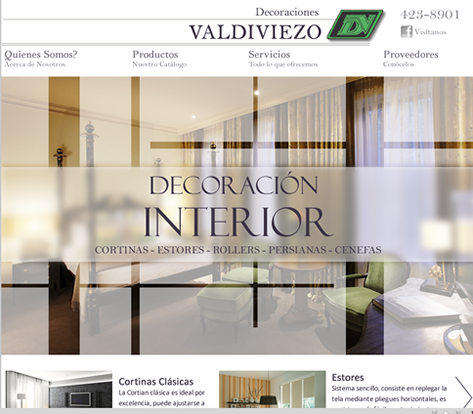 Decoraciones
VALDIVIEZO
DV
423-8901
Visítanos
Quienes Somos?
Acerca de Nosotros
Productos
Nuestro Catálogo
Servicios
Todo lo que ofrecemos
Proveedores
Conócelos
DECORACIÓN
INTERIOR
CORTINAS - ESTORES - ROLLERS - PERSIANAS - CENEFAS
Cortinas Clásicas
La Cortian clásica es ideal por
excelencia, puede ajustarse a
Estores
Sistema sencillo, consiste en replegar la
tela mediante pliegues horizontales, es